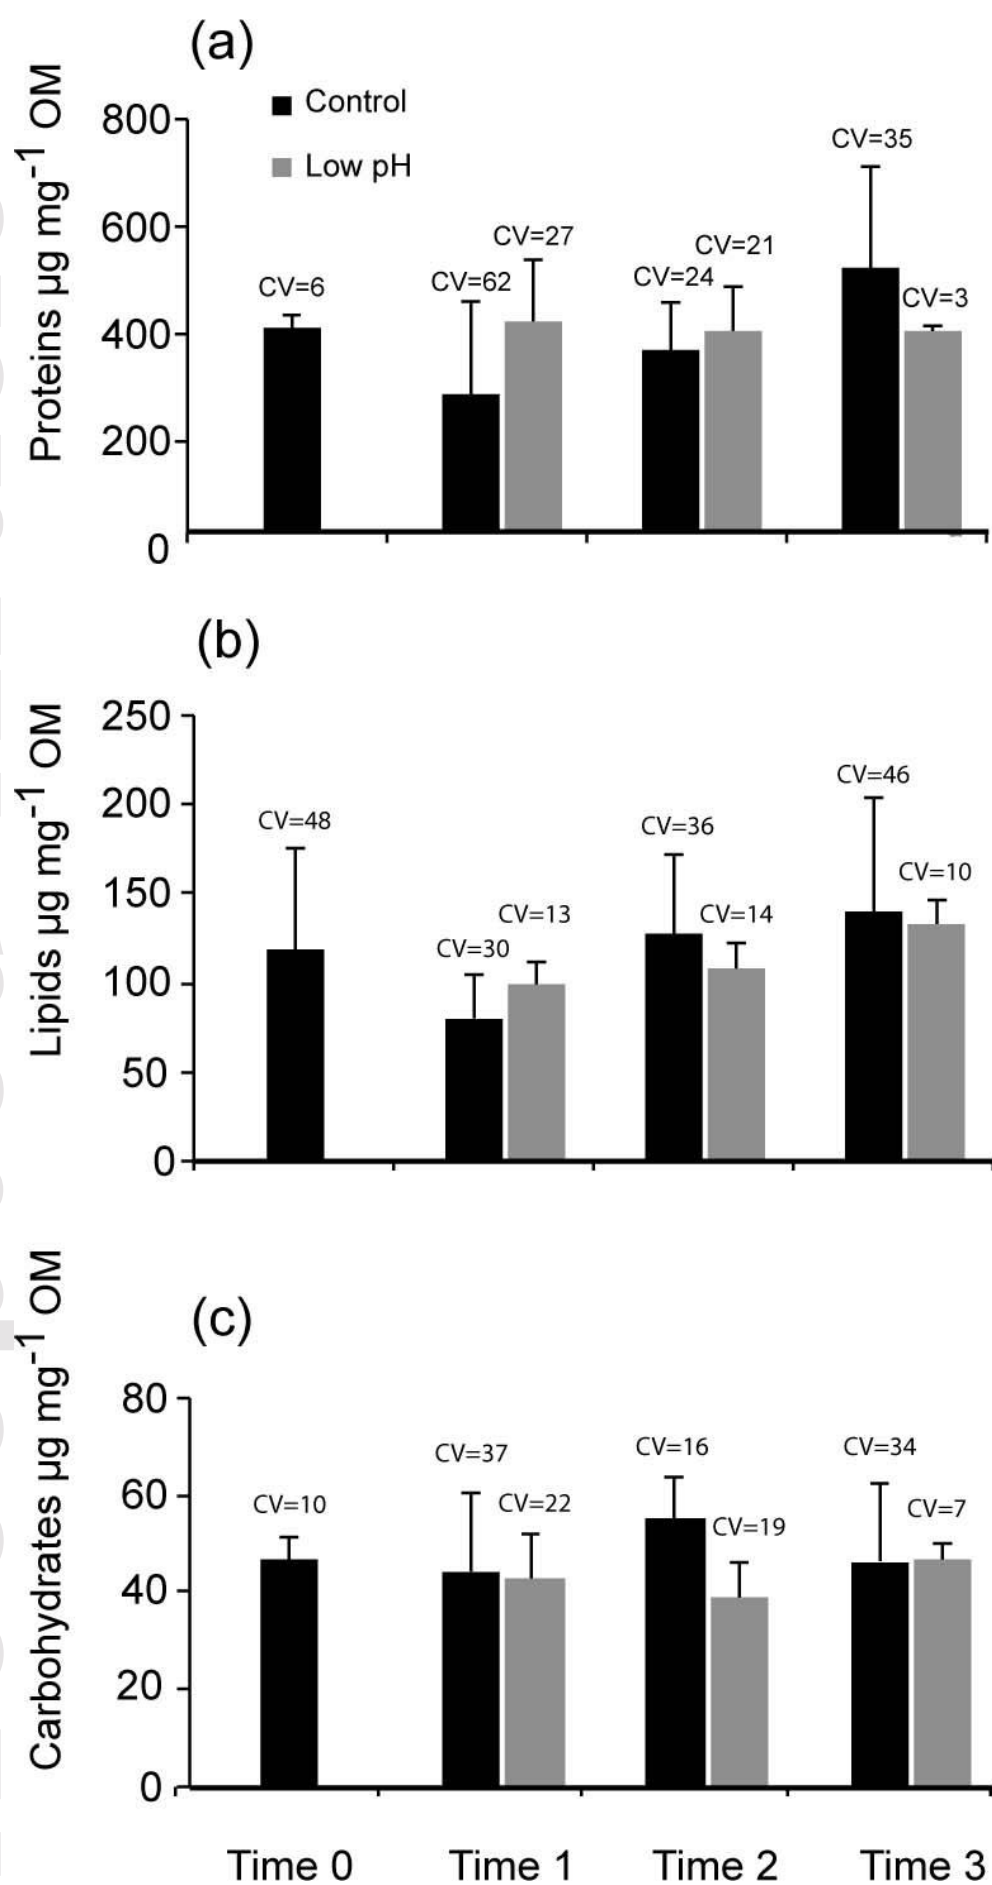 (a)
Proteins µg mg⁻¹ OM
Control
Low pH
800
600
400
200
0
CV=6
CV=62
CV=27
CV=24
CV=21
CV=35
CV=3
(b)
Lipids µg mg⁻¹ OM
250
200
150
100
50
0
CV=48
CV=30
CV=13
CV=36
CV=14
CV=46
CV=10
(c)
Carbohydrates µg mg⁻¹ OM
80
60
40
20
0
CV=10
CV=37
CV=22
CV=16
CV=19
CV=34
CV=7
Time 0 Time 1 Time 2 Time 3